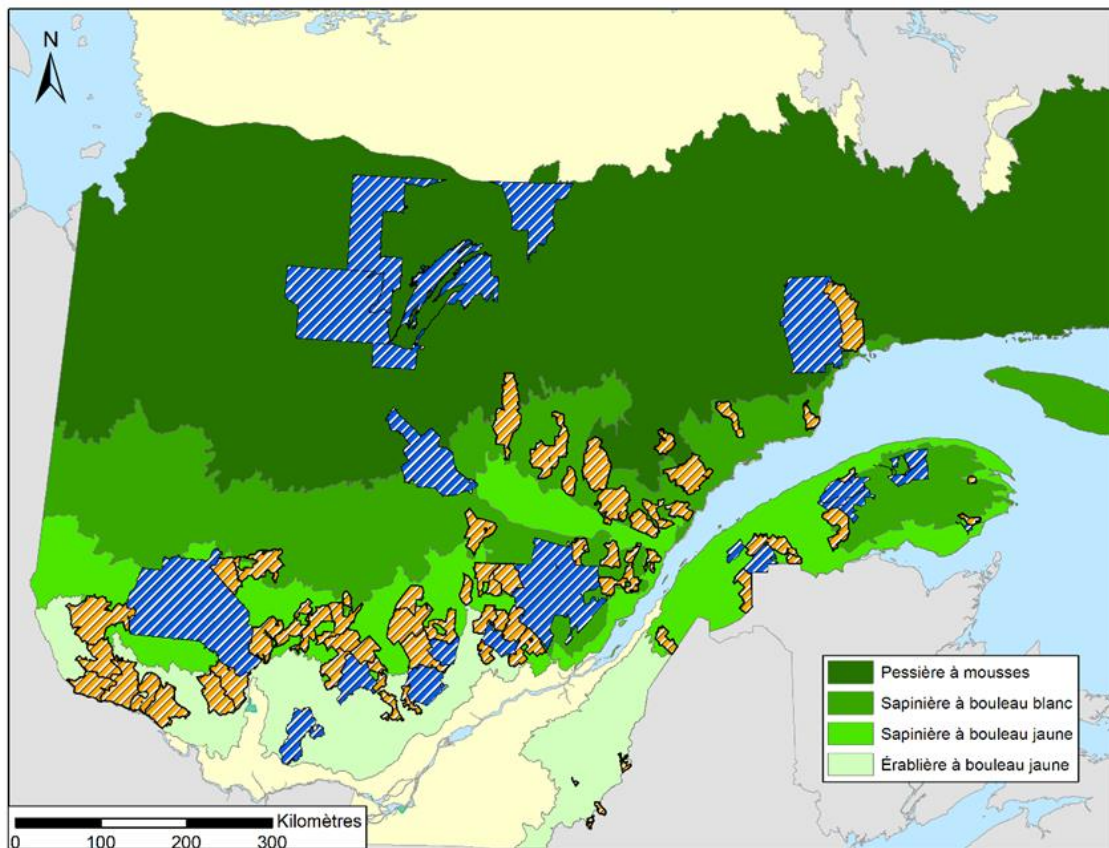 N
Pessière à mousses
Sapinière à bouleau blanc
Sapinière à bouleau jaune
Érablière à bouleau jaune
Kilomètres
0 100 200 300